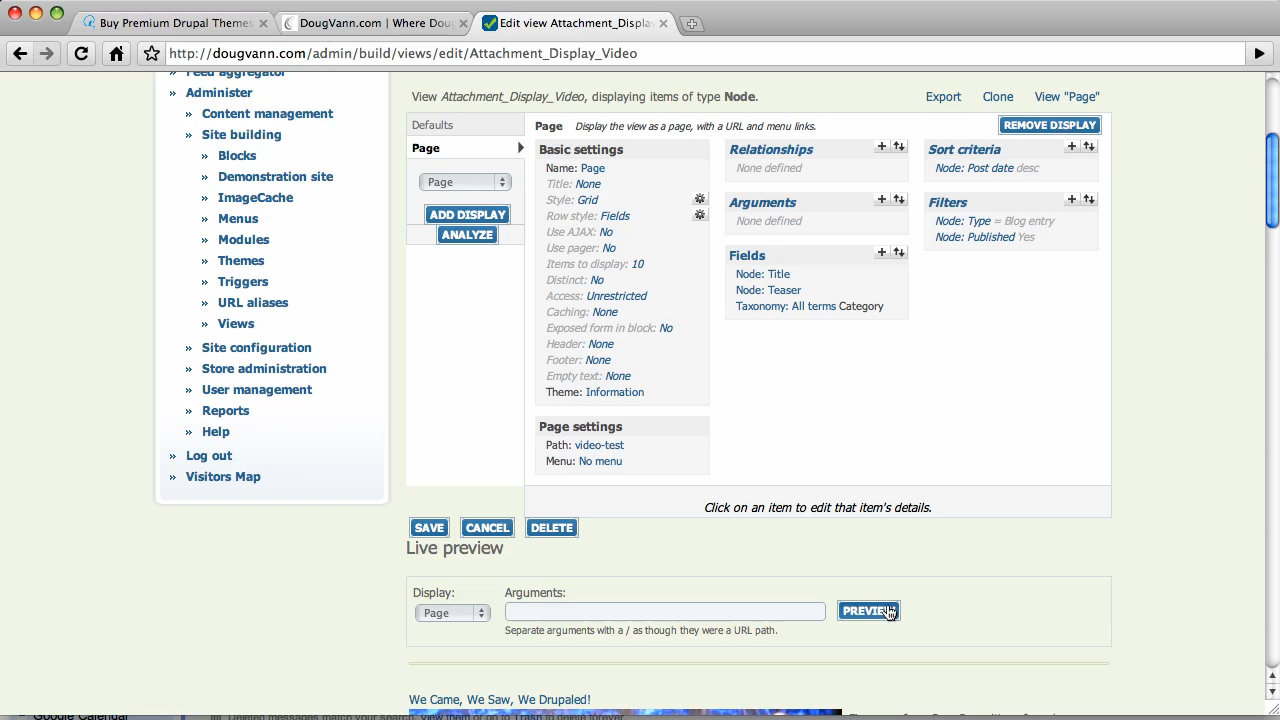 Buy Premium Drupal Themes
DougVann.com | Where Dou
Edit view Attachment_Display
http://dougvann.com/admin/build/views/edit/Attachment_Display_Video
Feed aggregator
Administer
Content management
Site building
Blocks
Demonstration site
ImageCache
Menus
Modules
Themes
Triggers
URL aliases
Views
Site configuration
Store administration
User management
Reports
Help
Log out
Visitors Map
View Attachment_Display_Video, displaying items of type Node.
Export Clone View "Page"
Defaults
Page
Page
ADD DISPLAY
ANALYZE
Page Display the view as a page, with a URL and menu links.
REMOVE DISPLAY
Basic settings
Name: Page
Title: None
Style: Grid
Row style: Fields
Use AJAX: No
Use pager: No
Items to display: 10
Distinct: No
Access: Unrestricted
Caching: None
Exposed form in block: No
Header: None
Footer: None
Empty text: None
Theme: Information
Page settings
Path: video-test
Menu: No menu
Relationships
None defined
Arguments
None defined
Fields
Node: Title
Node: Teaser
Taxonomy: All terms Category
Sort criteria
Node: Post date desc
Filters
Node: Type = Blog entry
Node: Published Yes
Click on an item to edit that item's details.
SAVE CANCEL DELETE
Live preview
Display: Arguments:
Page
PREVIEW
Separate arguments with a / as though they were a URL path.
We Came, We Saw, We Drupaled!
Google Calendar